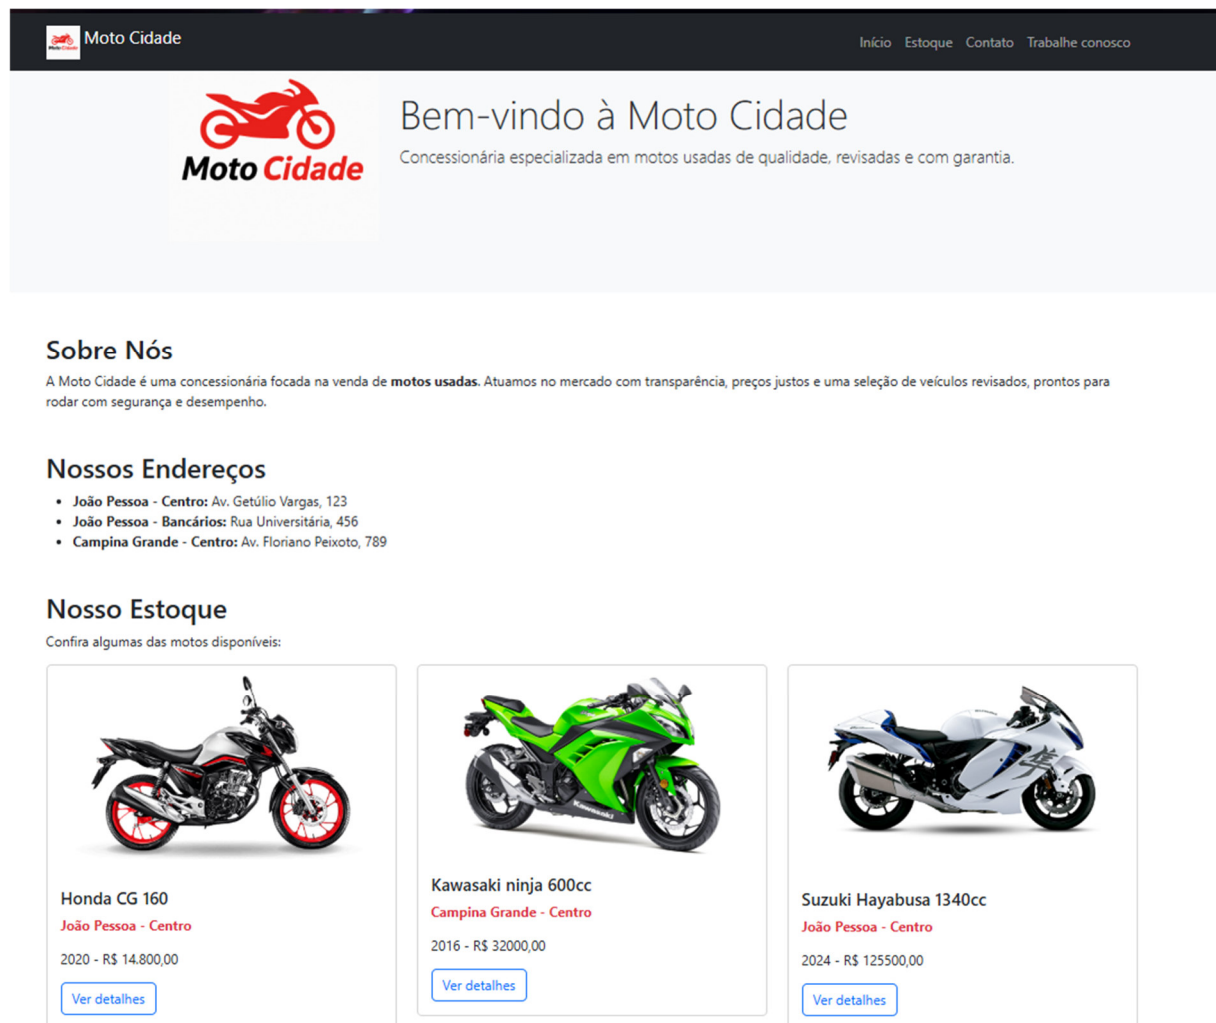 Moto Cidade
Moto Cidade
Início Estoque Contato Trabalhe conosco
Moto Cidade
Bem-vindo à Moto Cidade
Concessionária especializada em motos usadas de qualidade, revisadas e com garantia.
Sobre Nós
A Moto Cidade é uma concessionária focada na venda de motos usadas. Atuamos no mercado com transparência, preços justos e uma seleção de veículos revisados, prontos para
rodar com segurança e desempenho.
Nossos Endereços
• João Pessoa - Centro: Av. Getúlio Vargas, 123
• João Pessoa - Bancários: Rua Universitária, 456
• Campina Grande - Centro: Av. Floriano Peixoto, 789
Nosso Estoque
Confira algumas das motos disponíveis:
Honda CG 160
João Pessoa - Centro
2020 - R$ 14.800,00
Ver detalhes
Kawasaki
Kawasaki ninja 600cc
Campina Grande - Centro
2016 - R$ 32000,00
Ver detalhes
Suzuki Hayabusa 1340cc
João Pessoa - Centro
2024 - R$ 125500,00
Ver detalhes